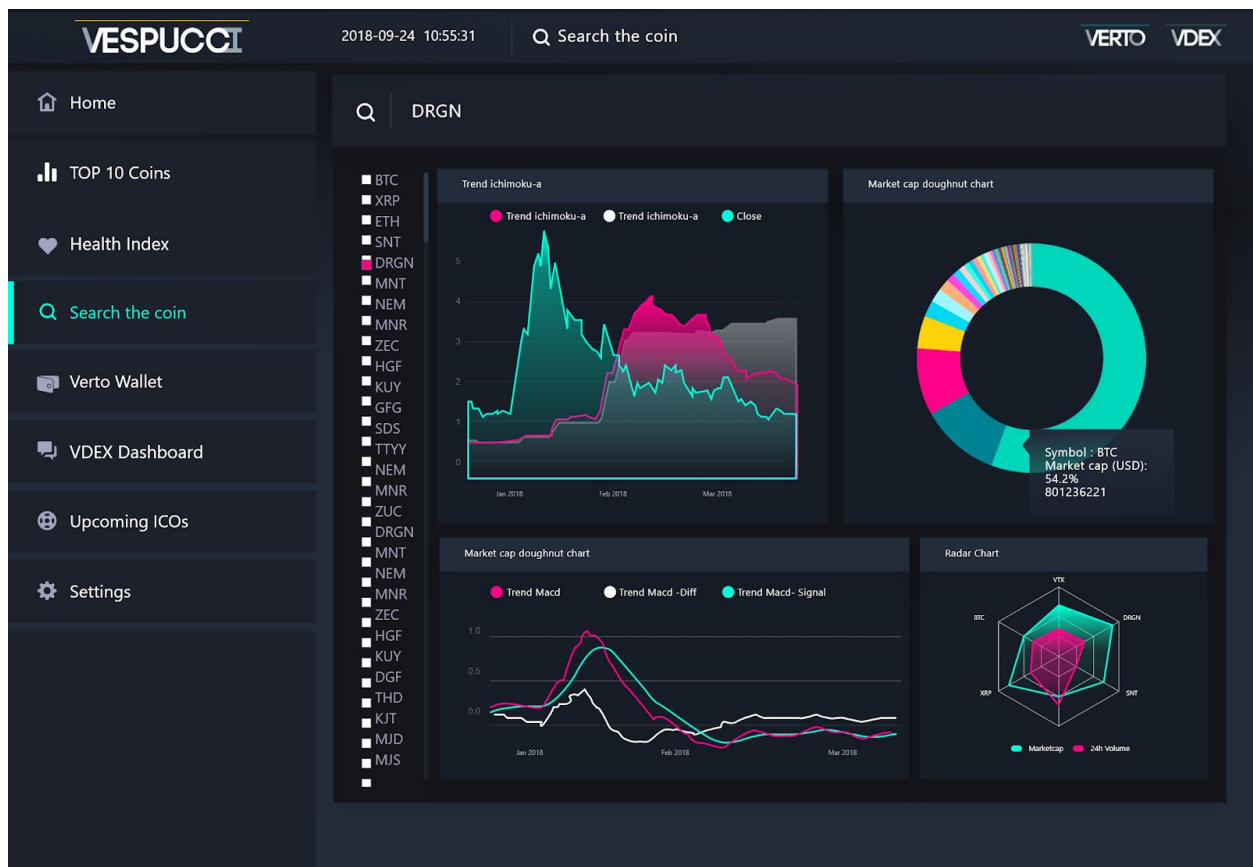 VESPUCCI
2018-09-24 10:55:31
Search the coin
VERTO VDEX
Home
TOP 10 Coins
Health Index
Search the coin
Verto Wallet
VDEX Dashboard
Upcoming ICOs
Settings
DRGN
BTC
XRP
ETH
SNT
DRGN
MNT
NEM
MNR
ZEC
HGF
KUY
GFG
SDS
TTYY
NEM
MNR
ZUC
DRGN
MNT
NEM
MNR
ZEC
HGF
KUY
DGF
THD
KJT
MJD
MJS
Trend ichimoku-a
Trend ichimoku-a Trend ichimoku-a Close
5
4
3
2
1
0
Jan 2018 Feb 2018 Mar 2018
Market cap doughnut chart
Symbol : BTC
Market cap (USD):
54.2%
801236221
Market cap doughnut chart
Trend Macd Trend Macd -Diff Trend Macd- Signal
1.0
0.5
0.0
Jan 2018 Feb 2018 Mar 2018
Radar Chart
VTX
BTC DRGN
XRP SNT
Marketcap 24h Volume